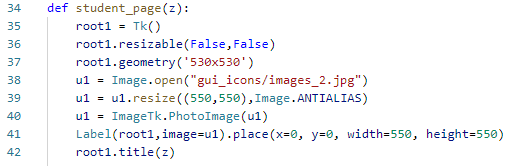 34 def student_page(z):
35     root1 = Tk()
36     root1.resizable(False,False)
37     root1.geometry('530x530')
38     u1 = Image.open("gui_icons/images_2.jpg")
39     u1 = u1.resize((550,550),Image.ANTIALIAS)
40     u1 = ImageTk.PhotoImage(u1)
41     Label(root1,image=u1).place(x=0, y=0, width=550, height=550)
42     root1.title(z)